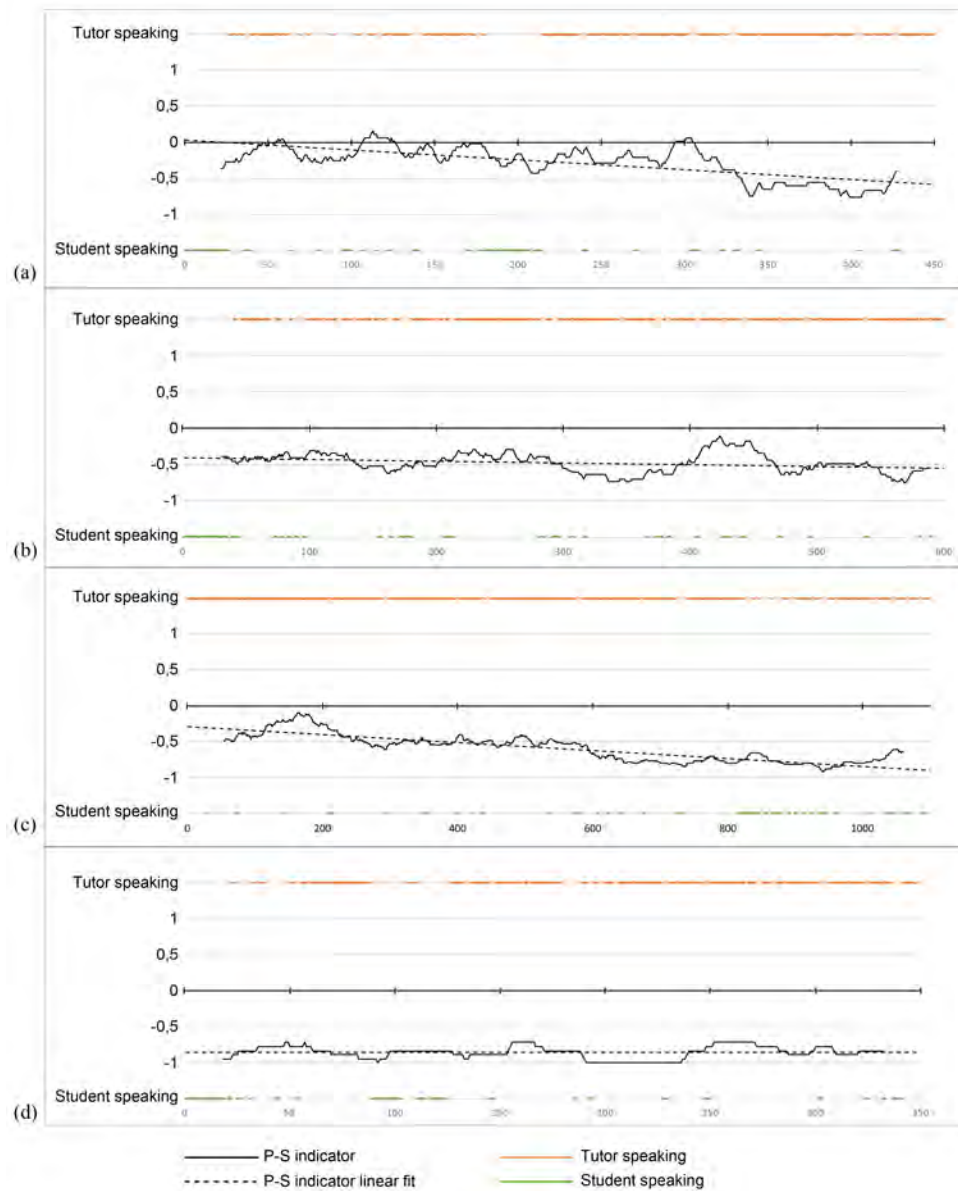 Tutor speaking
1
0,5
0
-0,5
-1
Student speaking
(a)
0 50 100 150 200 250 300 350 400 450
Tutor speaking
1
0,5
0
-0,5
-1
Student speaking
(b)
0 100 200 300 400 500 600
Tutor speaking
1
0,5
0
-0,5
-1
Student speaking
(c)
0 200 400 600 800 1000
Tutor speaking
1
0,5
0
-0,5
-1
Student speaking
(d)
0 50 100 150 200 250 300 350
P-S indicator Tutor speaking
P-S indicator linear fit Student speaking